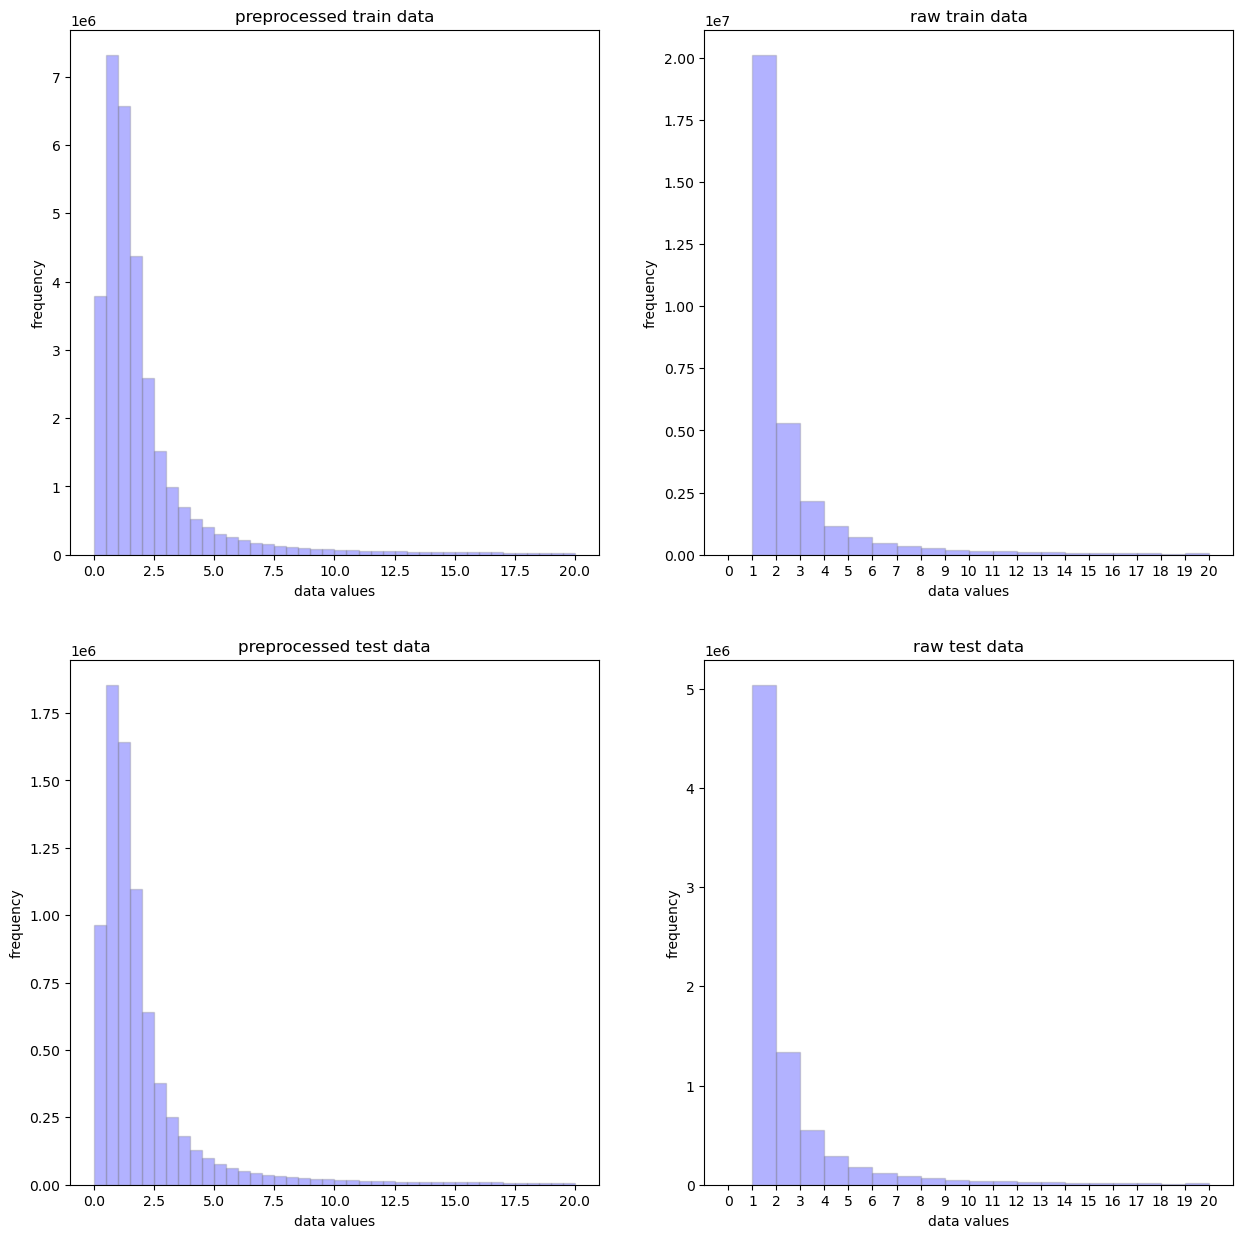 preprocessed train data
1e6
frequency
7
6
5
4
3
2
1
0
0.0 2.5 5.0 7.5 10.0 12.5 15.0 17.5 20.0
data values
raw train data
1e7
frequency
2.00
1.75
1.50
1.25
1.00
0.75
0.50
0.25
0.00
0 1 2 3 4 5 6 7 8 9 10 11 12 13 14 15 16 17 18 19 20
data values
preprocessed test data
1e6
frequency
1.75
1.50
1.25
1.00
0.75
0.50
0.25
0.00
0.0 2.5 5.0 7.5 10.0 12.5 15.0 17.5 20.0
data values
raw test data
1e6
frequency
5
4
3
2
1
0
0 1 2 3 4 5 6 7 8 9 10 11 12 13 14 15 16 17 18 19 20
data values